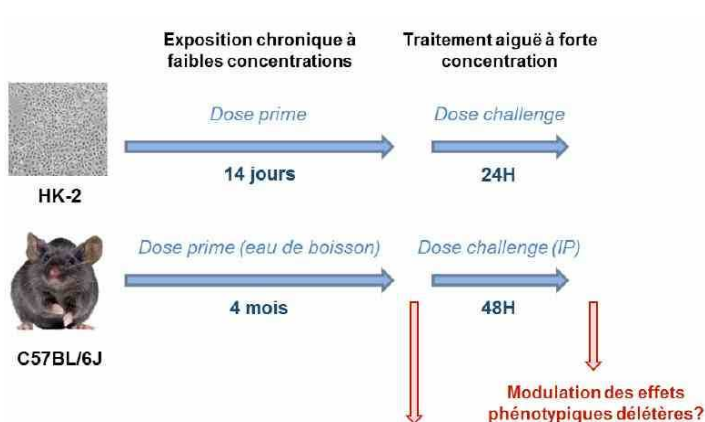 Exposition chronique à
faibles concentrations
Traitement aiguë à forte
concentration
Dose prime
Dose challenge
14 jours
24H
HK-2
Dose prime (eau de boisson)
Dose challenge (IP)
4 mois
48H
C57BL/6J
Modulation des effets
phénotypiques délétères?